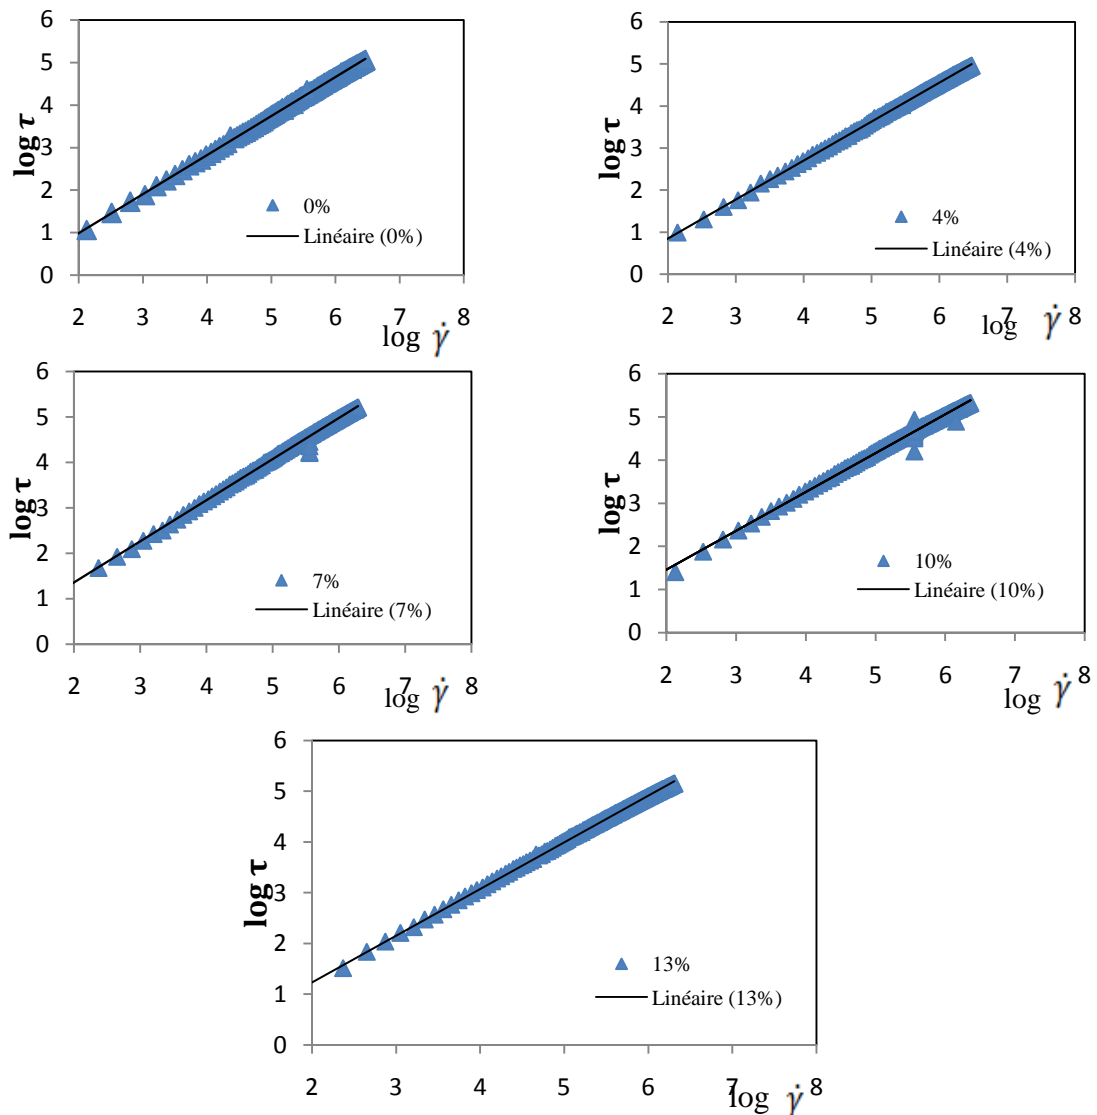 6
5
4
3
2
1
0
log τ
0%
Linéaire (0%)
2 3 4 5 6 7 8
log γ̇
6
5
4
3
2
1
0
log τ
4%
Linéaire (4%)
2 3 4 5 6 7 8
log γ̇
6
5
4
3
2
1
0
log τ
7%
Linéaire (7%)
2 3 4 5 6 7 8
log γ̇
6
5
4
3
2
1
0
log τ
10%
Linéaire (10%)
2 3 4 5 6 7 8
log γ̇
6
5
4
3
2
1
0
log τ
13%
Linéaire (13%)
2 3 4 5 6 7 8
log γ̇